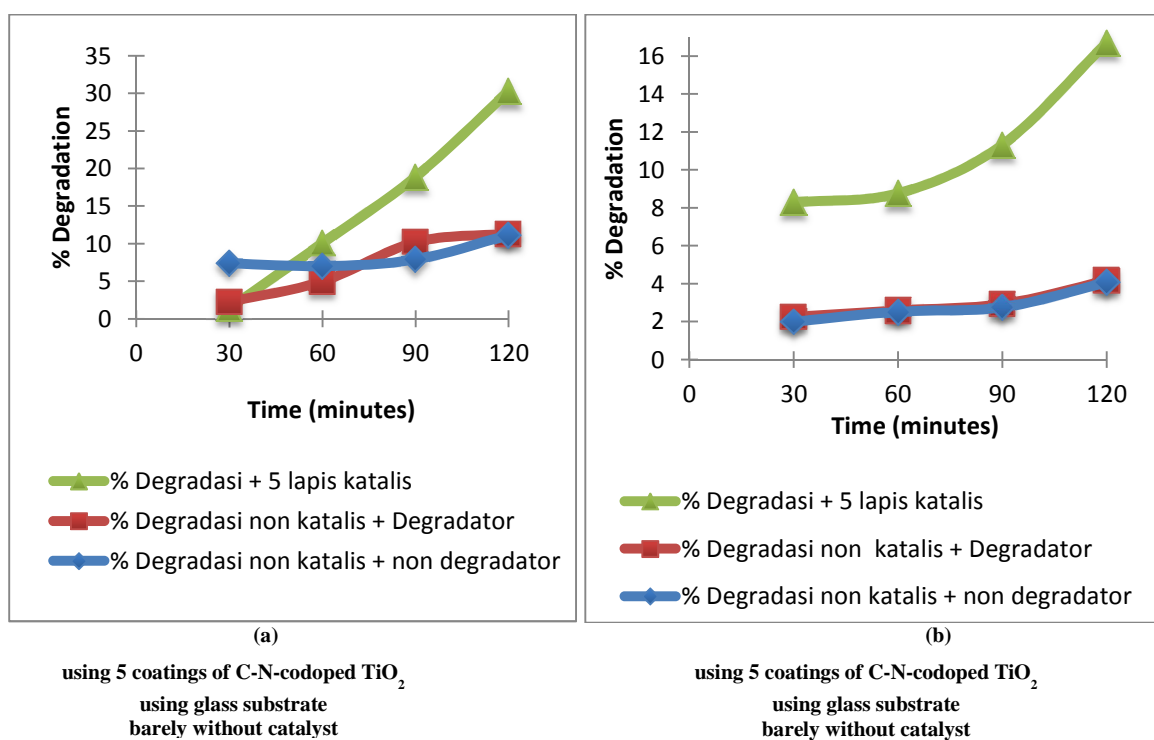 35
30
25
20
15
10
5
0
0 30 60 90 120
% Degradation
Time (minutes)
% Degradasi + 5 lapis katalis
% Degradasi non katalis + Degradator
% Degradasi non katalis + non degradator
(a)
using 5 coatings of C-N-codoped TiO₂
using glass substrate
barely without catalyst
16
14
12
10
8
6
4
2
0
0 30 60 90 120
% Degradation
Time (minutes)
% Degradasi + 5 lapis katalis
% Degradasi non katalis + Degradator
% Degradasi non katalis + non degradator
(b)
using 5 coatings of C-N-codoped TiO₂
using glass substrate
barely without catalyst